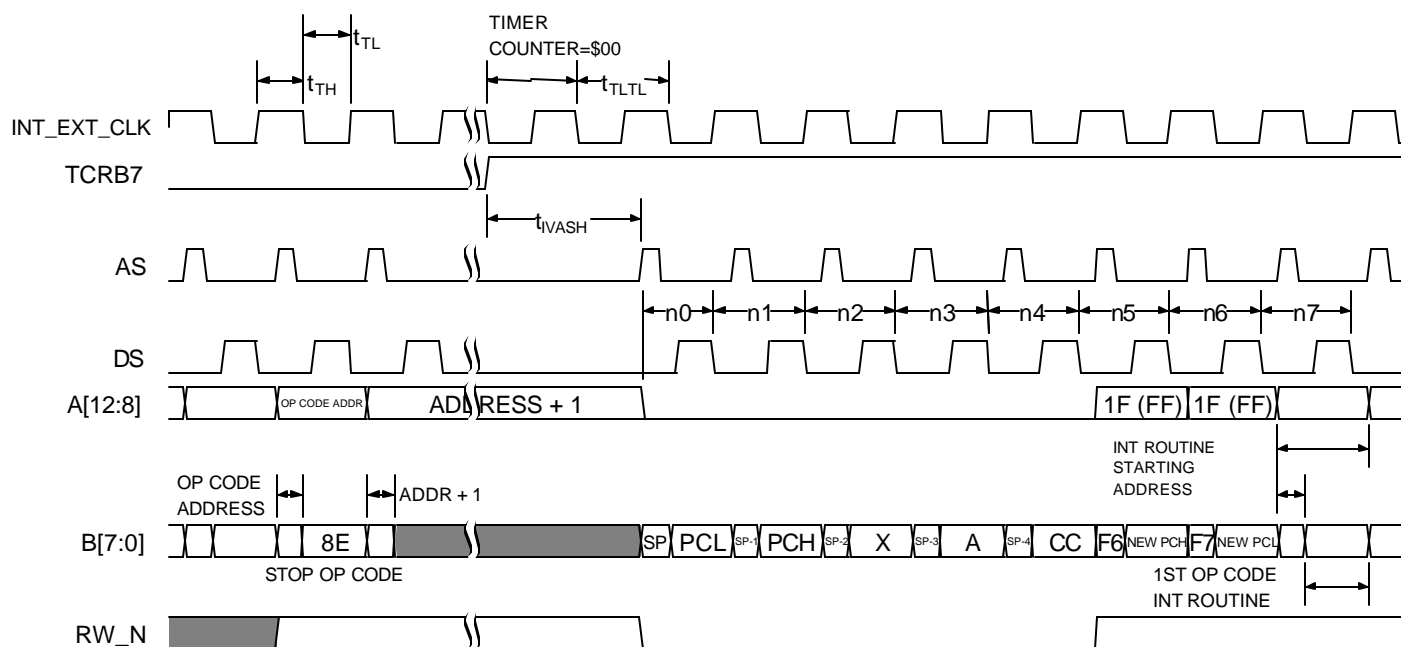 TIMER
COUNTER=$00
tTL
tTH
tTLTL
INT_EXT_CLK
TCRB7
tIVASH
AS
n0 n1 n2 n3 n4 n5 n6 n7
DS
A[12:8] OP CODE ADDR ADDRESS + 1 1F (FF) 1F (FF)
INT ROUTINE
STARTING
ADDRESS
OP CODE
ADDRESS
ADDR + 1
B[7:0] 8E SP PCL SP-1 PCH SP-2 X SP-3 A SP-4 CC F6 NEW PCH F7 NEW PCL
STOP OP CODE
1ST OP CODE
INT ROUTINE
RW_N